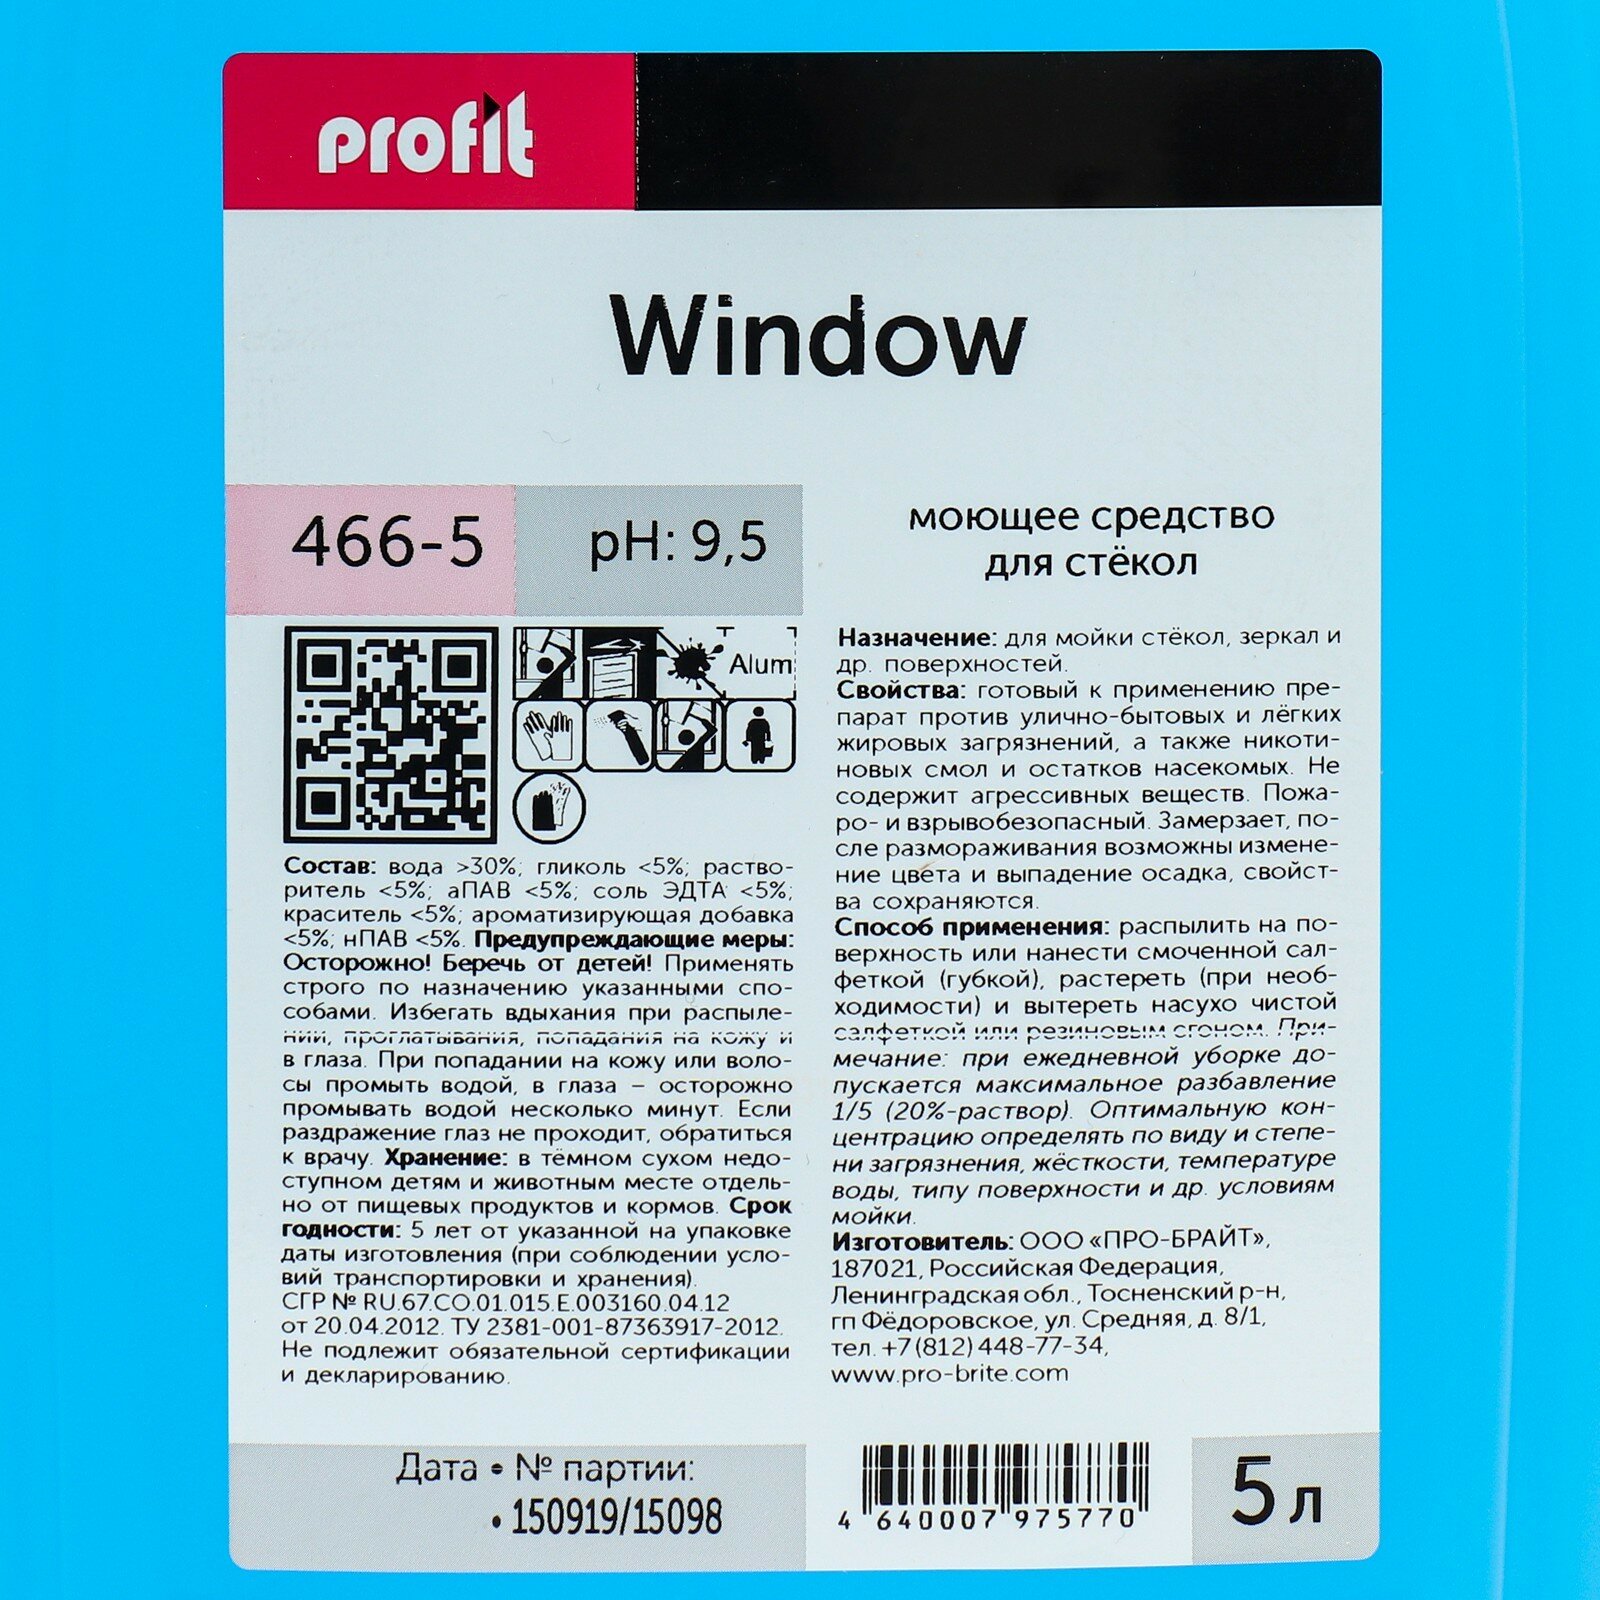 profit
Window
466-5
pH: 9,5
моющее средство
для стёкол
Alum
Состав: вода >30%; гликоль <5%; раство-
ритель <5%; аПАВ <5%; соль ЭДТА <5%;
краситель <5%; ароматизирующая добавка
<5%; нПАВ <5%. Предупреждающие меры:
Осторожно! Беречь от детей! Применять
строго по назначению указанными спо-
собами. Избегать вдыхания при распыле-
нии, проглатывания, попадания на кожу и
в глаза. При попадании на кожу или воло-
сы промыть водой, в глаза – осторожно
промывать водой несколько минут. Если
раздражение глаз не проходит, обратиться
к врачу. Хранение: в тёмном сухом недо-
ступном детям и животным месте отдель-
но от пищевых продуктов и кормов. Срок
годности: 5 лет от указанной на упаковке
даты изготовления (при соблюдении усло-
вий транспортировки и хранения).
СГР № RU.67.CO.01.015.E.003160.04.12
от 20.04.2012. ТУ 2381-001-87363917-2012.
Не подлежит обязательной сертификации
и декларированию.
Назначение: для мойки стёкол, зеркал и
др. поверхностей.
Свойства: готовый к применению пре-
парат против улично-бытовых и лёгких
жировых загрязнений, а также никоти-
новых смол и остатков насекомых. Не
содержит агрессивных веществ. Пожа-
ро- и взрывобезопасный. Замерзает, по-
сле размораживания возможны измене-
ние цвета и выпадение осадка, свойст-
ва сохраняются.
Способ применения: распылить на по-
верхность или нанести смоченной сал-
феткой (губкой), растереть (при необ-
ходимости) и вытереть насухо чистой
салфеткой или резиновым сгоном. При-
мечание: при ежедневной уборке до-
пускается максимальное разбавление
1/5 (20%-раствор). Оптимальную кон-
центрацию определять по виду и степе-
ни загрязнения, жёсткости, температуре
воды, типу поверхности и др. условиям
мойки.
Изготовитель: ООО «ПРО-БРАЙТ»,
187021, Российская Федерация,
Ленинградская обл., Тосненский р-н,
гп Фёдоровское, ул. Средняя, д. 8/1,
тел. +7 (812) 448-77-34,
www.pro-brite.com
Дата • № партии:
• 150919/15098
4 640007 975770
5 л